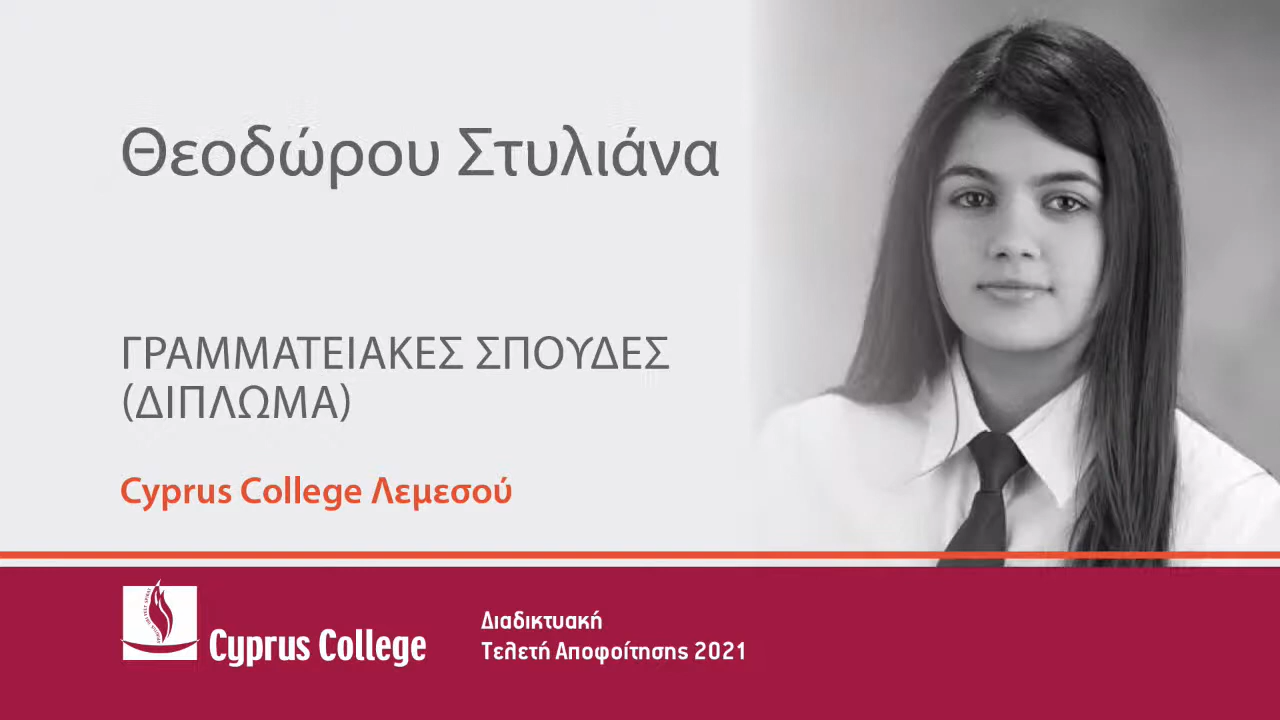 Θεοδώρου Στυλιάνα
ΓΡΑΜΜΑΤΕΙΑΚΕΣ ΣΠΟΥΔΕΣ
(ΔΙΠΛΩΜΑ)
Cyprus College Λεμεσού
Cyprus College
Διαδικτυακή
Τελετή Αποφοίτησης 2021